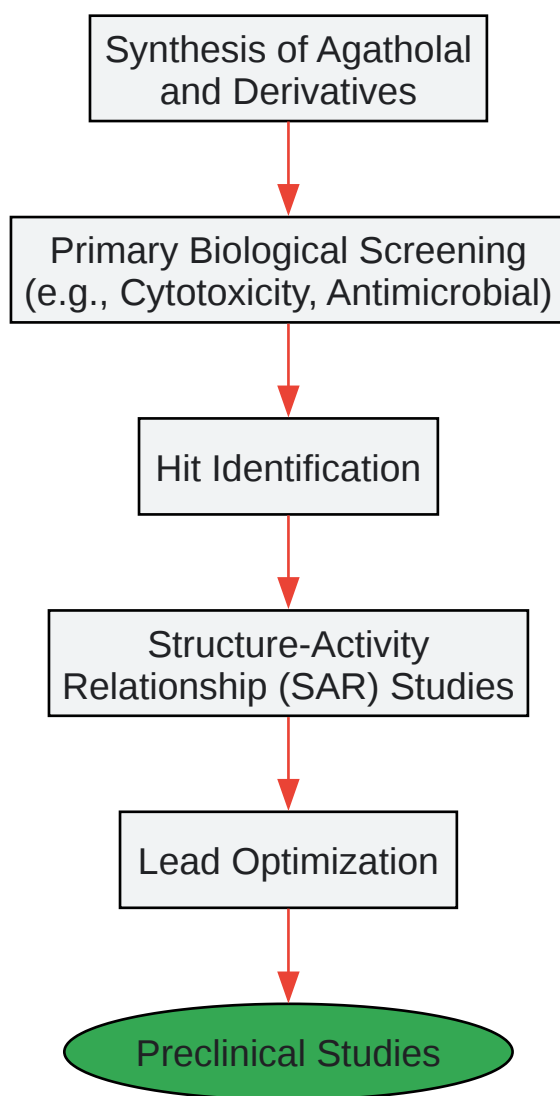 Synthesis of Agatholal
and Derivatives
Primary Biological Screening
(e.g., Cytotoxicity, Antimicrobial)
Hit Identification
Structure-Activity
Relationship (SAR) Studies
Lead Optimization
Preclinical Studies